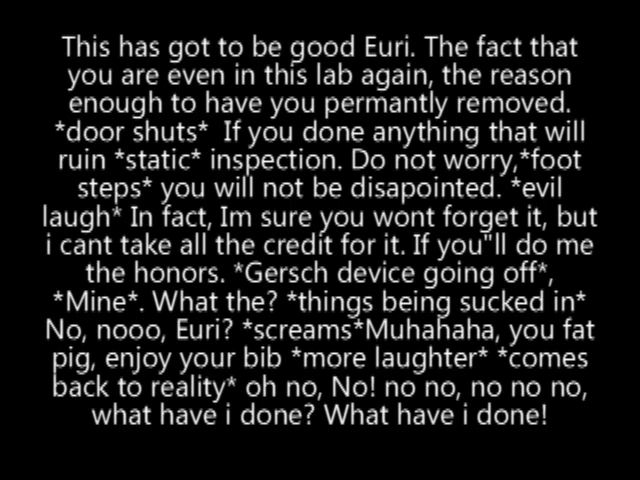 This has got to be good Euri. The fact that
you are even in this lab again, the reason
enough to have you permantly removed.
*door shuts*  If you done anything that will
ruin *static* inspection. Do not worry,*foot
steps* you will not be disapointed. *evil
laugh* In fact, Im sure you wont forget it, but
i cant take all the credit for it. If you"ll do me
the honors. *Gersch device going off*,
*Mine*. What the? *things being sucked in*
No, nooo, Euri? *screams*Muhahaha, you fat
pig, enjoy your bib *more laughter* *comes
back to reality* oh no, No! no no, no no no,
what have i done? What have i done!